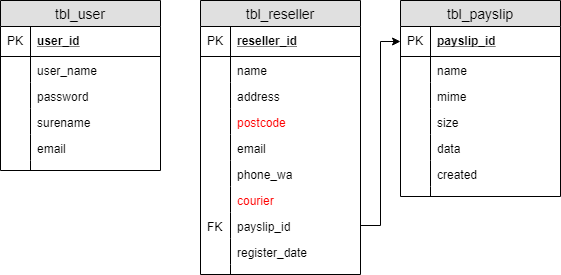 tbl_user
PK user_id
user_name
password
surename
email
tbl_reseller
PK reseller_id
name
address
postcode
email
phone_wa
courier
FK payslip_id
register_date
tbl_payslip
PK payslip_id
name
mime
size
data
created